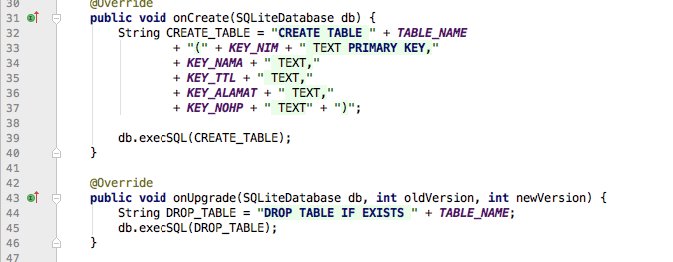 30 @Override
31 public void onCreate(SQLiteDatabase db) {
32 String CREATE_TABLE = "CREATE TABLE " + TABLE_NAME
33 + "(" + KEY_NIM + " TEXT PRIMARY KEY,"
34 + KEY_NAMA + " TEXT,"
35 + KEY_TTL + " TEXT,"
36 + KEY_ALAMAT + " TEXT,"
37 + KEY_NOHP + " TEXT" + ")";
38
39 db.execSQL(CREATE_TABLE);
40 }
41
42 @Override
43 public void onUpgrade(SQLiteDatabase db, int oldVersion, int newVersion) {
44 String DROP_TABLE = "DROP TABLE IF EXISTS " + TABLE_NAME;
45 db.execSQL(DROP_TABLE);
46 }
47